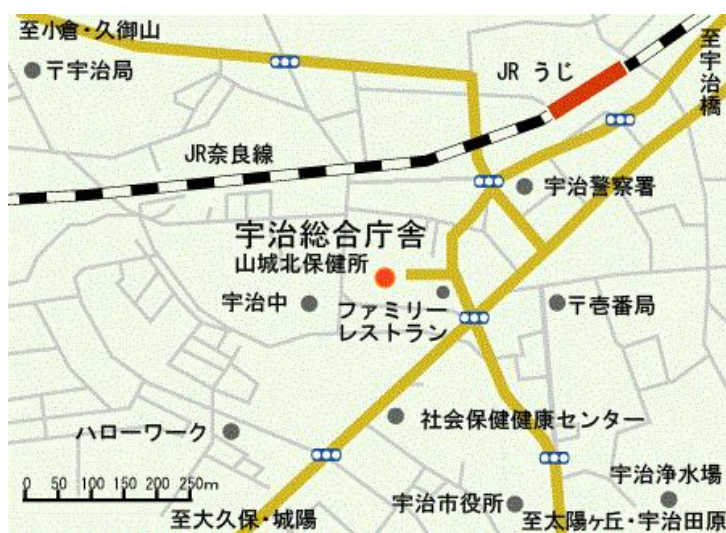 至小倉・久御山
〒宇治局
JR うじ
至宇治橋
JR奈良線
宇治警察署
宇治総合庁舎
山城北保健所
宇治中
ファミリー
レストラン
〒壱番局
ハローワーク
社会保健健康センター
0 50 100 150 200 250m
宇治市役所
宇治浄水場
至大久保・城陽
至太陽ヶ丘・宇治田原